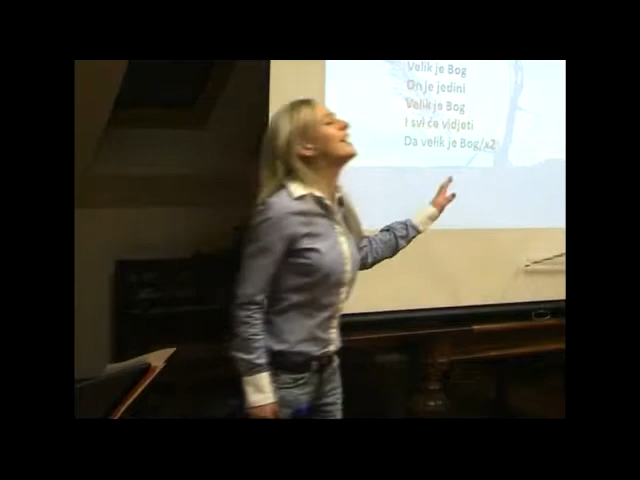 Velik je Bog
On je jedini
Velik je Bog
I svi će vidjeti
Da velik je Bog/x2